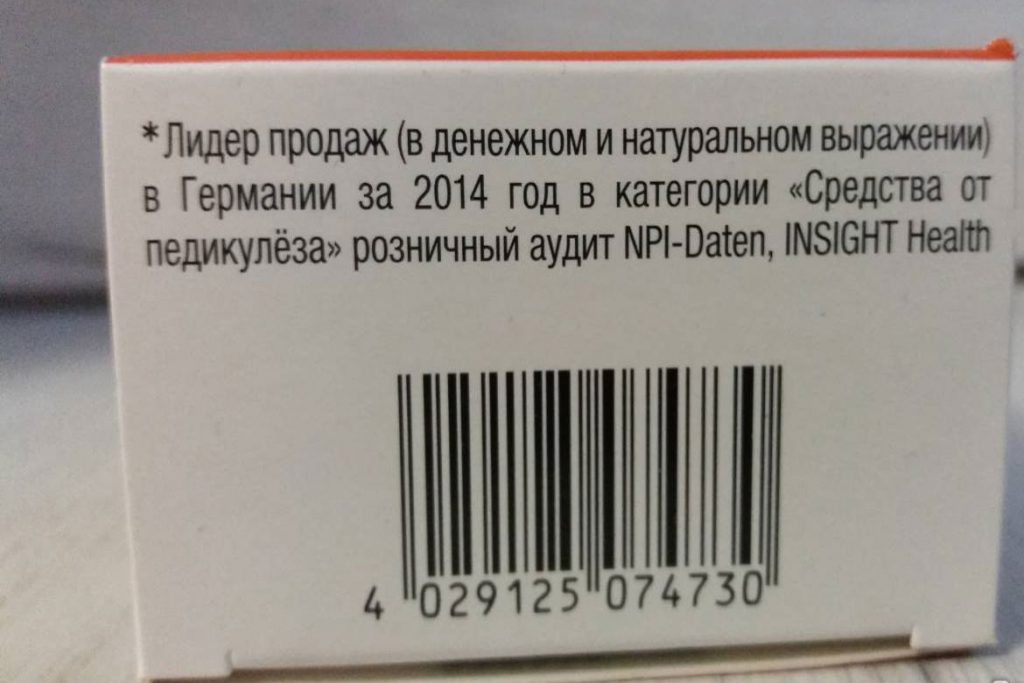 *Лидер продаж (в денежном и натуральном выражении)
в Германии за 2014 год в категории «Средства от
педикулёза» розничный аудит NPI-Daten, INSIGHT Health
4 029125 074730